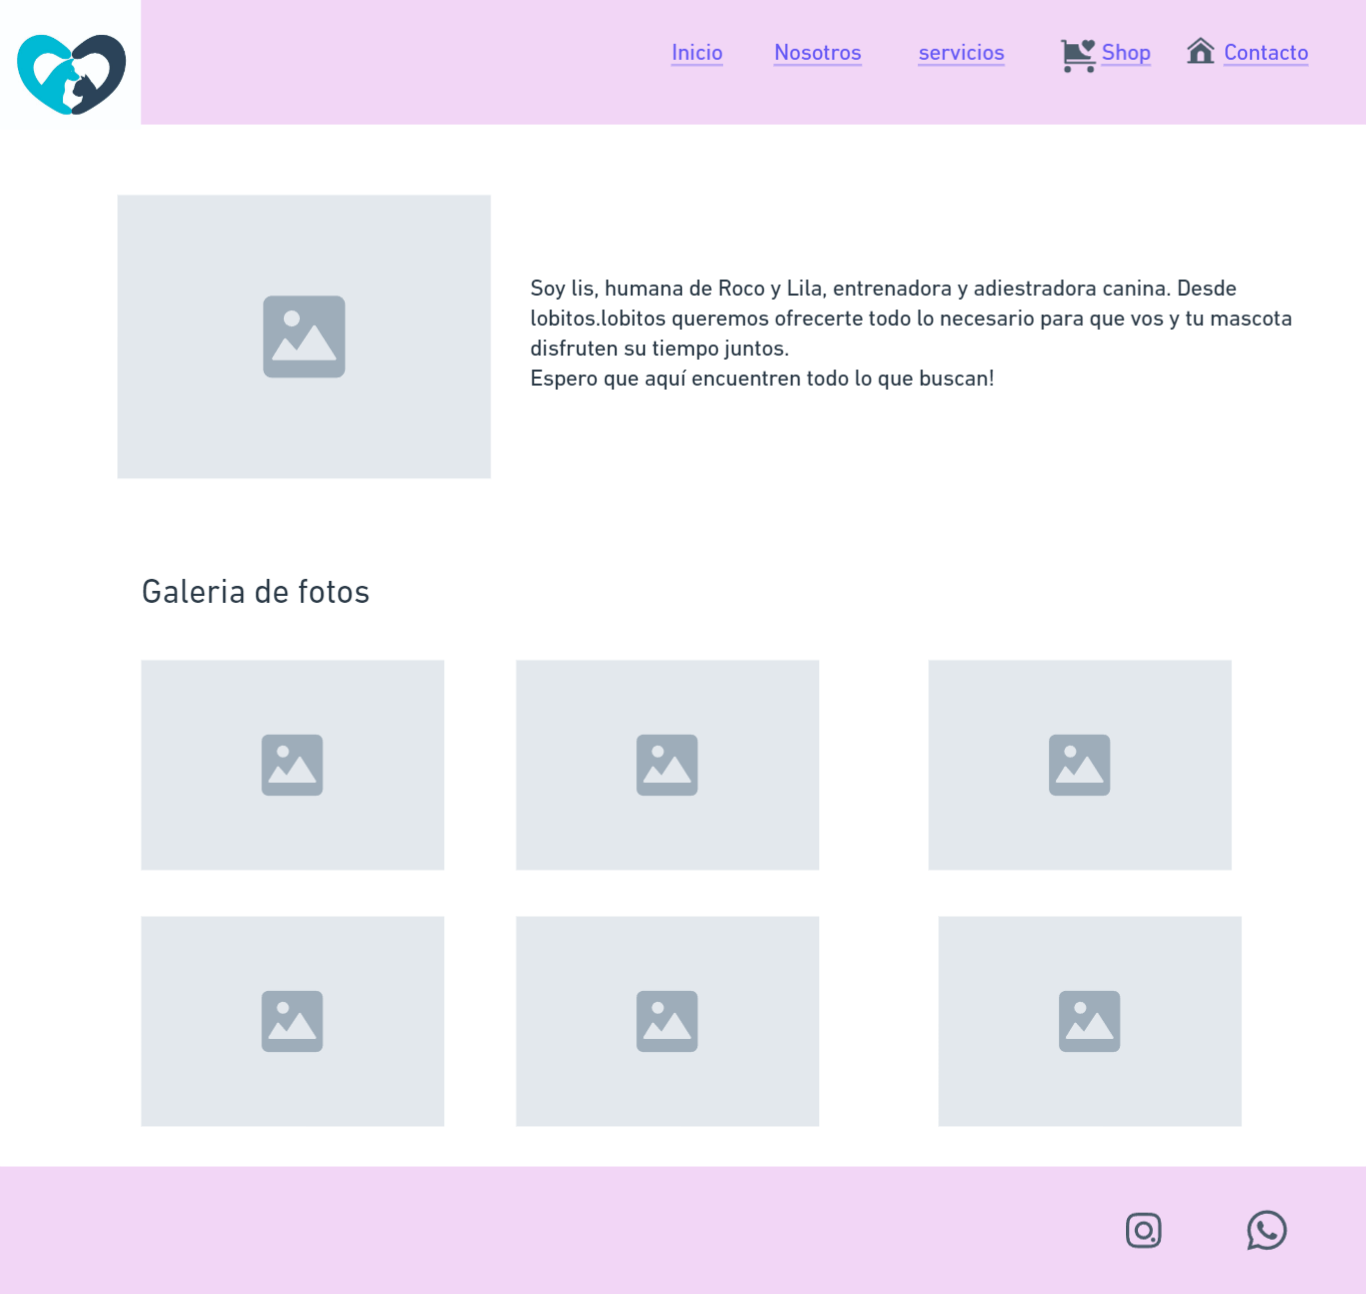 Inicio Nosotros servicios Shop Contacto
Soy lis, humana de Roco y Lila, entrenadora y adiestradora canina. Desde
lobitos.lobitos queremos ofrecerte todo lo necesario para que vos y tu mascota
disfruten su tiempo juntos.
Espero que aquí encuentren todo lo que buscan!
Galeria de fotos